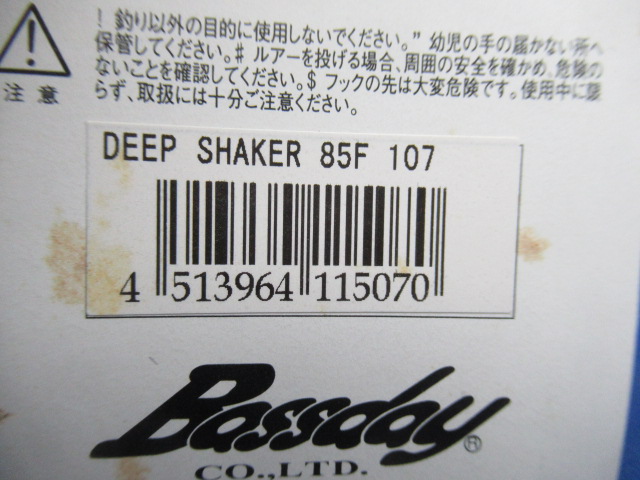 ! 釣り以外の目的に使用しないでください。" 幼児の手の届かない所へ
保管してください。# ルアーを投げる場合、周囲の安全を確かめ、危険の
ないことを確認してください。$ フックの先は大変危険です。使用中に限
らず、取扱には十分ご注意ください。
注 意
DEEP SHAKER 85F 107
4 513964 115070
Bassday®
CO.,LTD.